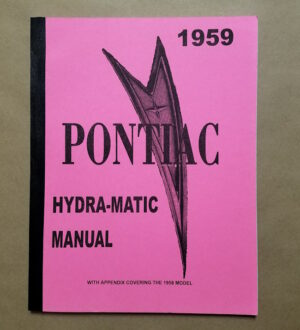 1959
PONTIAC
HYDRA-MATIC
MANUAL
WITH APPENDIX COVERING THE 1958 MODEL